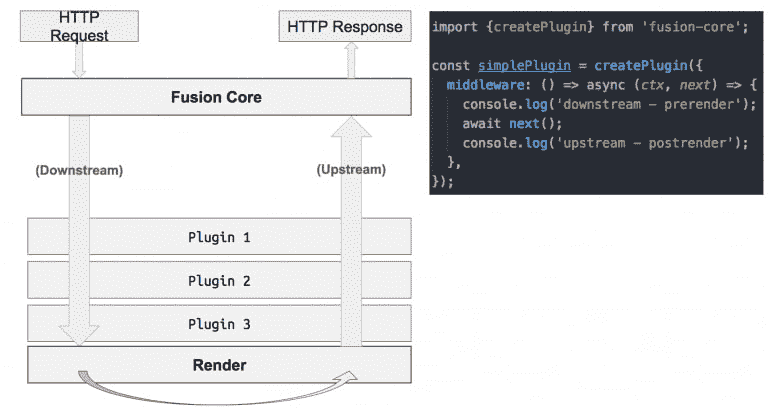 HTTP
Request
HTTP Response
Fusion Core
(Downstream)
(Upstream)
Plugin 1
Plugin 2
Plugin 3
Render
import {createPlugin} from 'fusion-core';
const simplePlugin = createPlugin({
middleware: () => async (ctx, next) => {
console.log('downstream - prerender');
await next();
console.log('upstream - postrender');
},
});